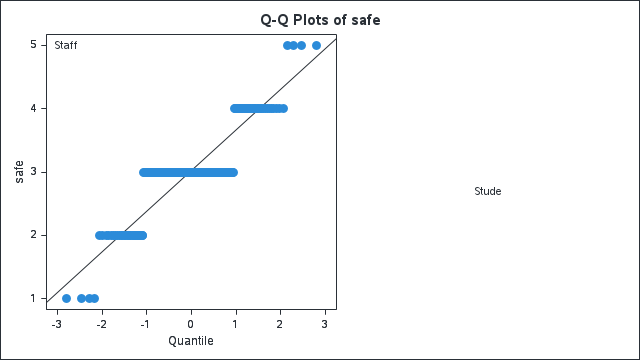 Q-Q Plots of safe
Staff
5
4
3
2
1
safe
-3 -2 -1 0 1 2 3
Quantile
Stude